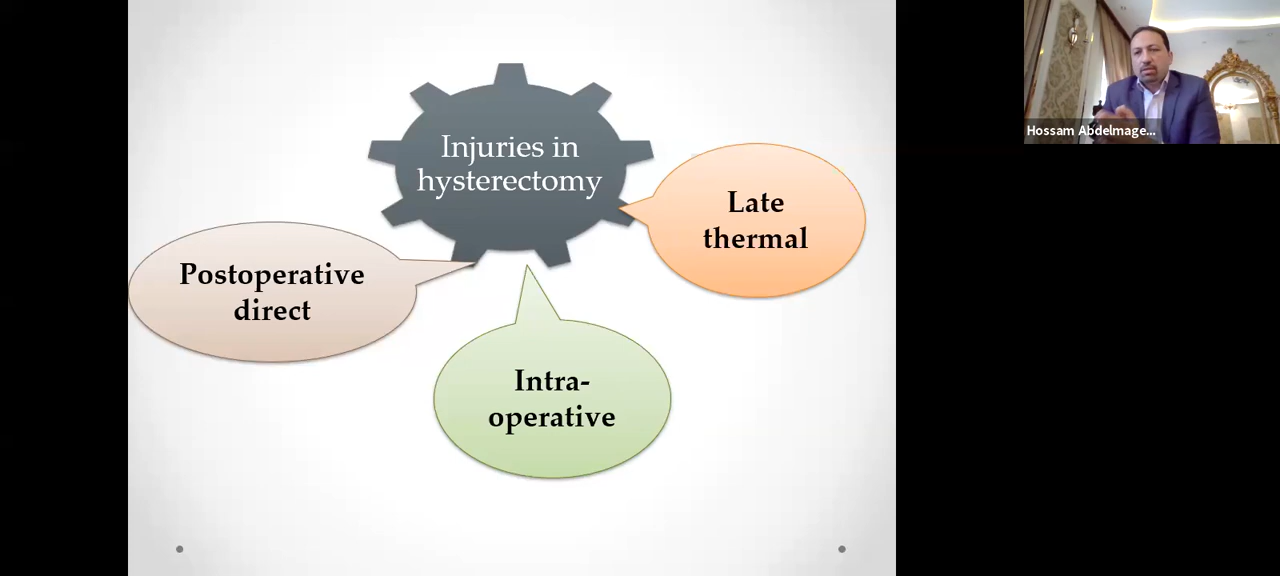 Injuries in
hysterectomy
Late
thermal
Postoperative
direct
Intra-
operative
Hossam Abdelmage...